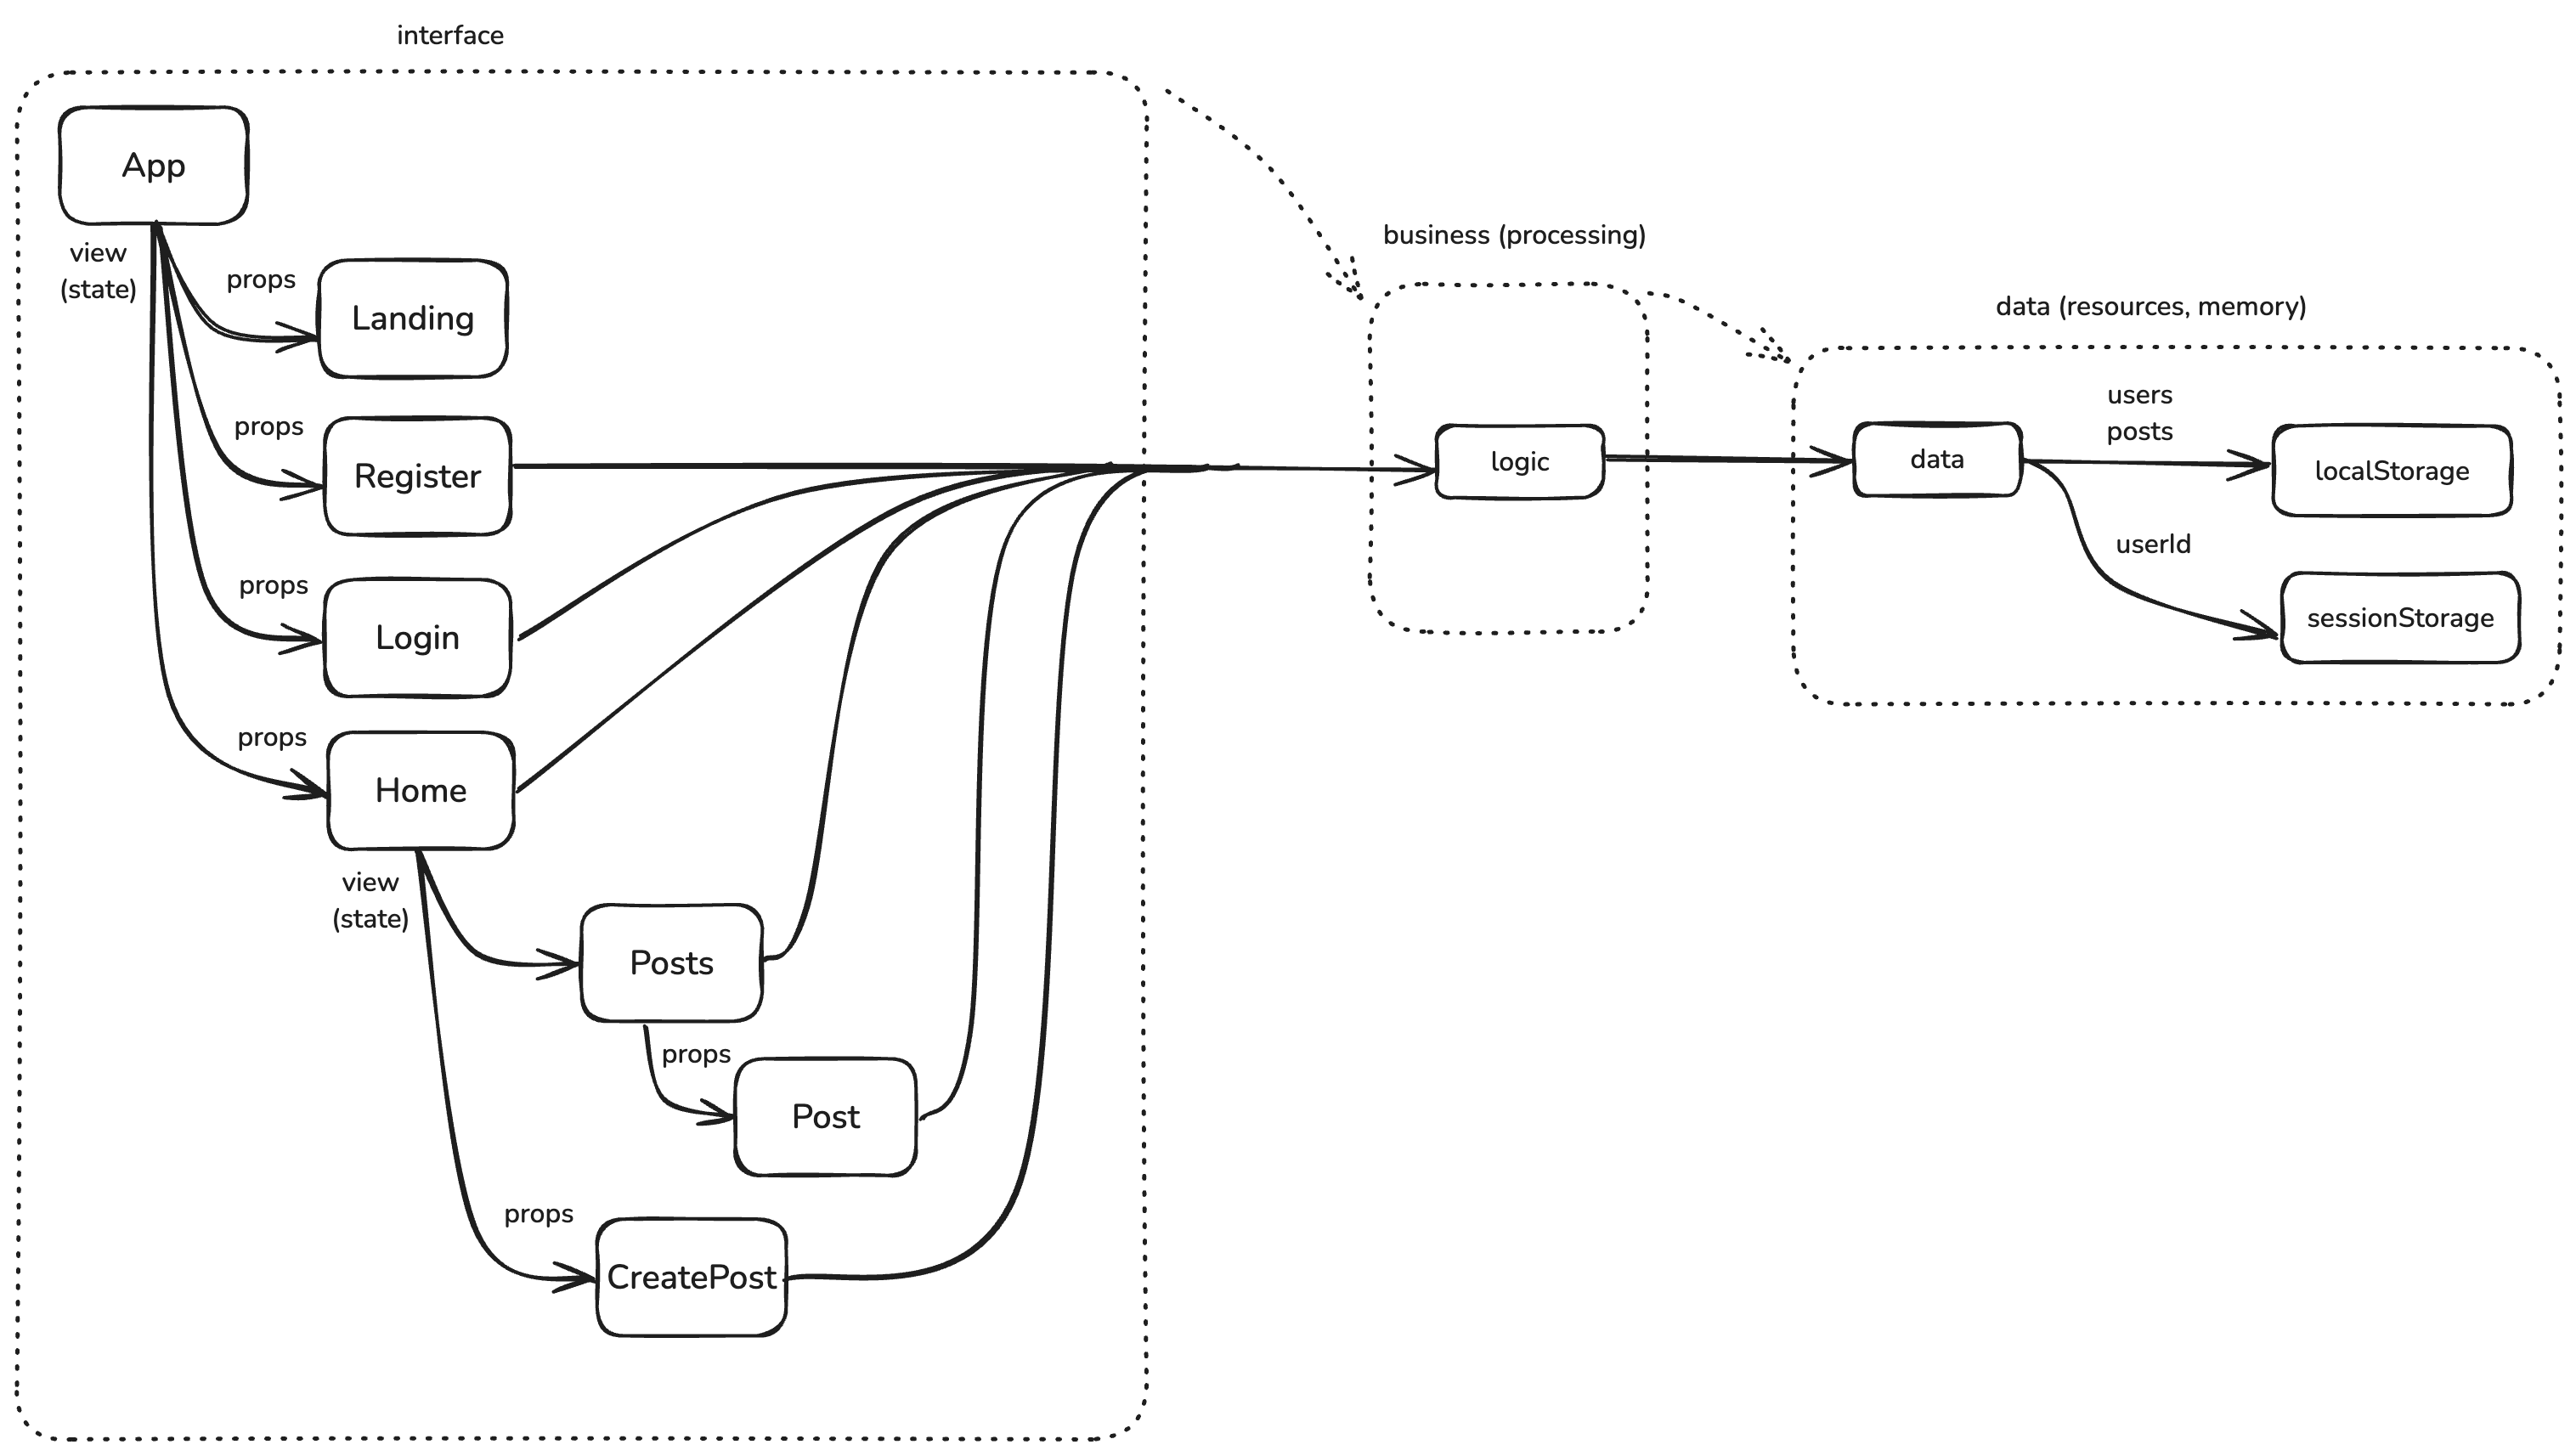 interface
App
view
(state)
props
Landing
props
Register
props
Login
props
Home
view
(state)
Posts
props
Post
props
CreatePost
business (processing)
logic
data (resources, memory)
data
users
posts
localStorage
userId
sessionStorage